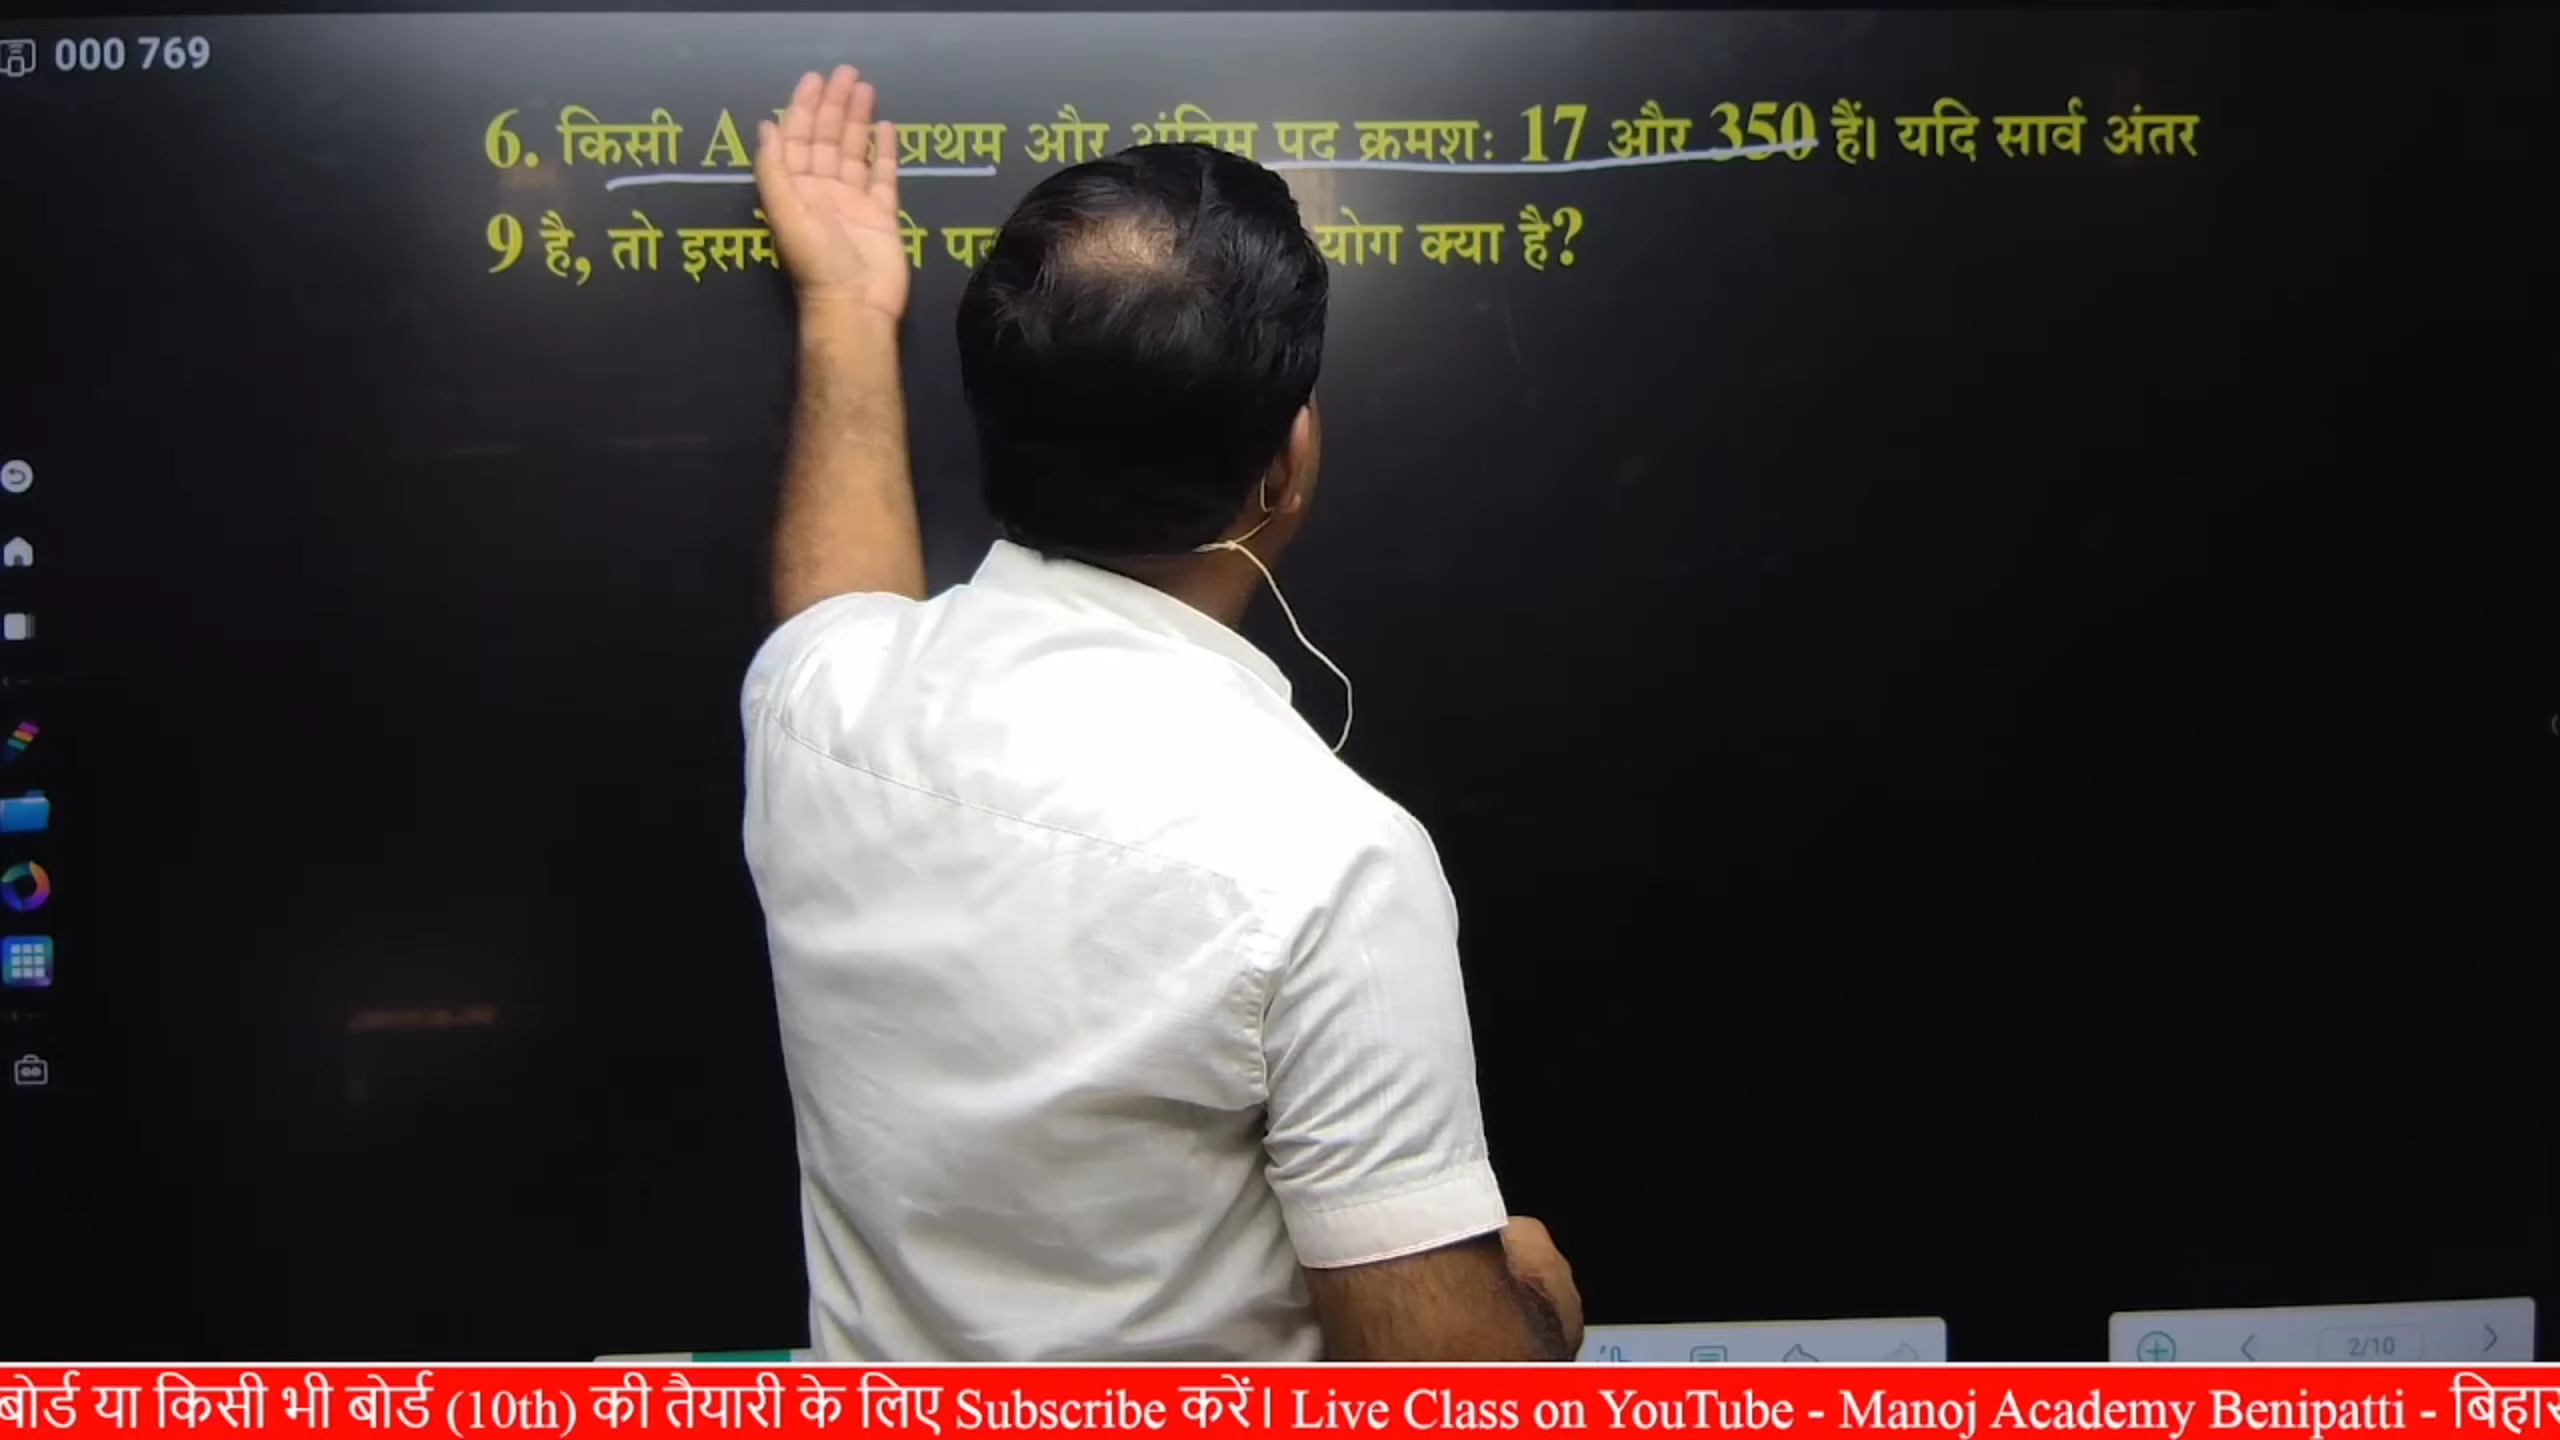 000 769
6. किसी A प्रथम और अंतिम पद क्रमशः 17 और 350 हैं। यदि सार्व अंतर
9 है, तो इसमें योग क्या है?
2/10
बोर्ड या किसी भी बोर्ड (10th) की तैयारी के लिए Subscribe करें। Live Class on YouTube - Manoj Academy Benipatti - बिहार